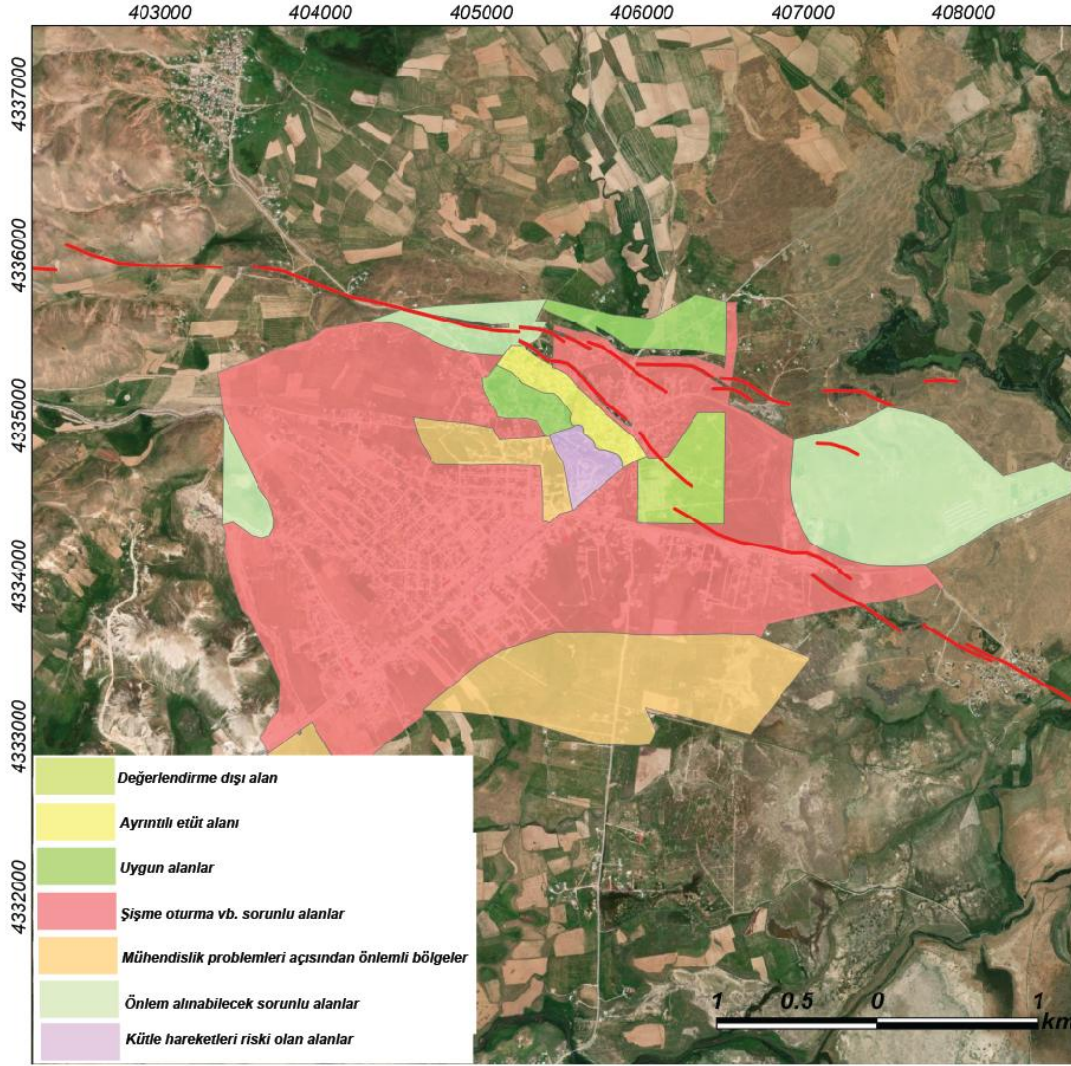 403000 404000 405000 406000 407000 408000
4337000
4336000
4335000
4334000
4333000
4332000
Değerlendirme dışı alan
Ayrıntılı etüt alanı
Uygun alanlar
Şişme oturma vb. sorunlu alanlar
Mühendislik problemleri açısından önlemli bölgeler
Önlem alınabilecek sorunlu alanlar
Kütle hareketleri riski olan alanlar
1 0.5 0 1
km